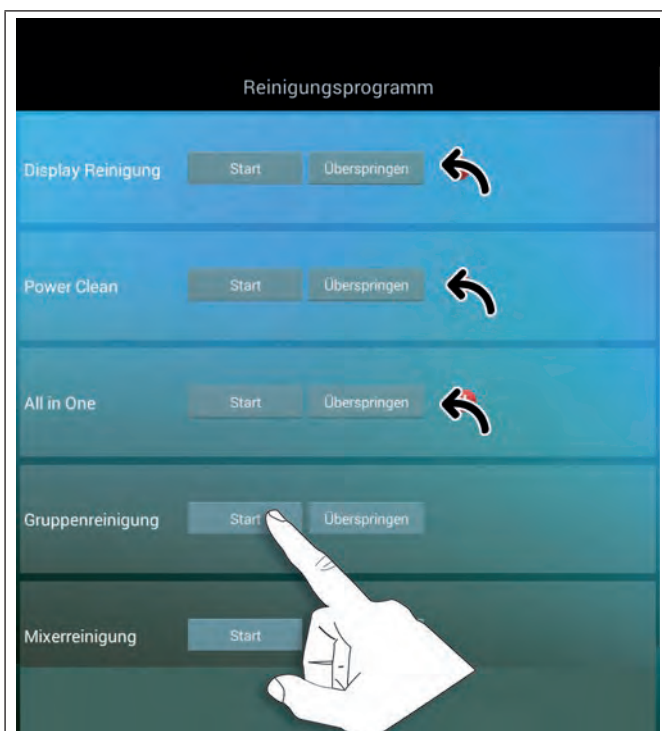 Reinigungsprogramm
Display Reinigung Start Überspringen
Power Clean Start Überspringen
All in One Start Überspringen
Gruppenreinigung Start Überspringen
Mixerreinigung Start